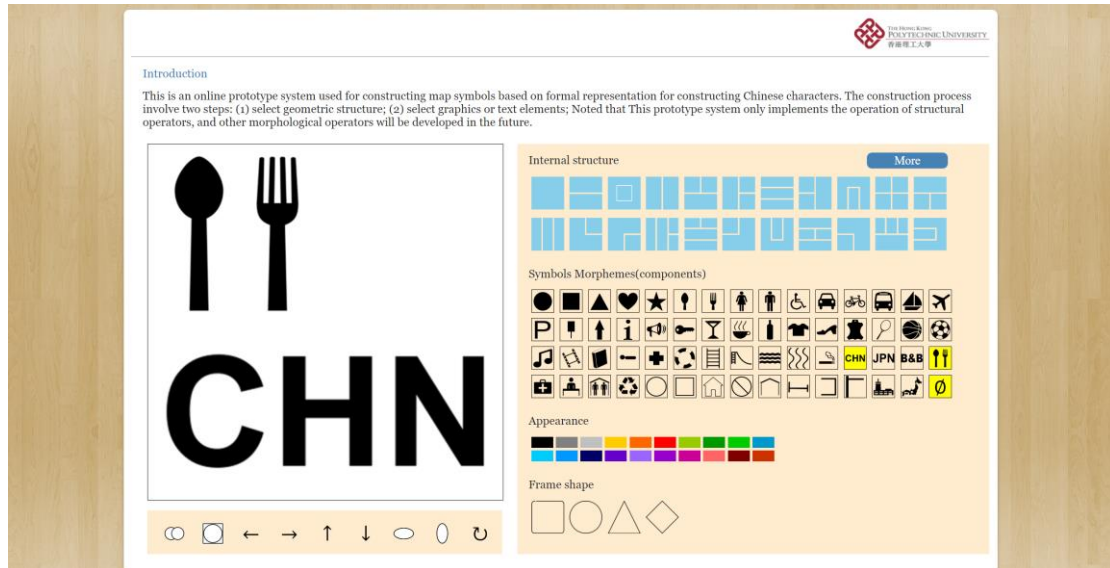 THE HONG KONG
POLYTECHNIC UNIVERSITY
香港理工大學
Introduction
This is an online prototype system used for constructing map symbols based on formal representation for constructing Chinese characters. The construction process
involve two steps: (1) select geometric structure; (2) select graphics or text elements; Noted that This prototype system only implements the operation of structural
operators, and other morphological operators will be developed in the future.
CHN
Internal structure
More
Symbols Morphemes(components)
P
i
CHN JPN B&B
Ø
Appearance
Frame shape